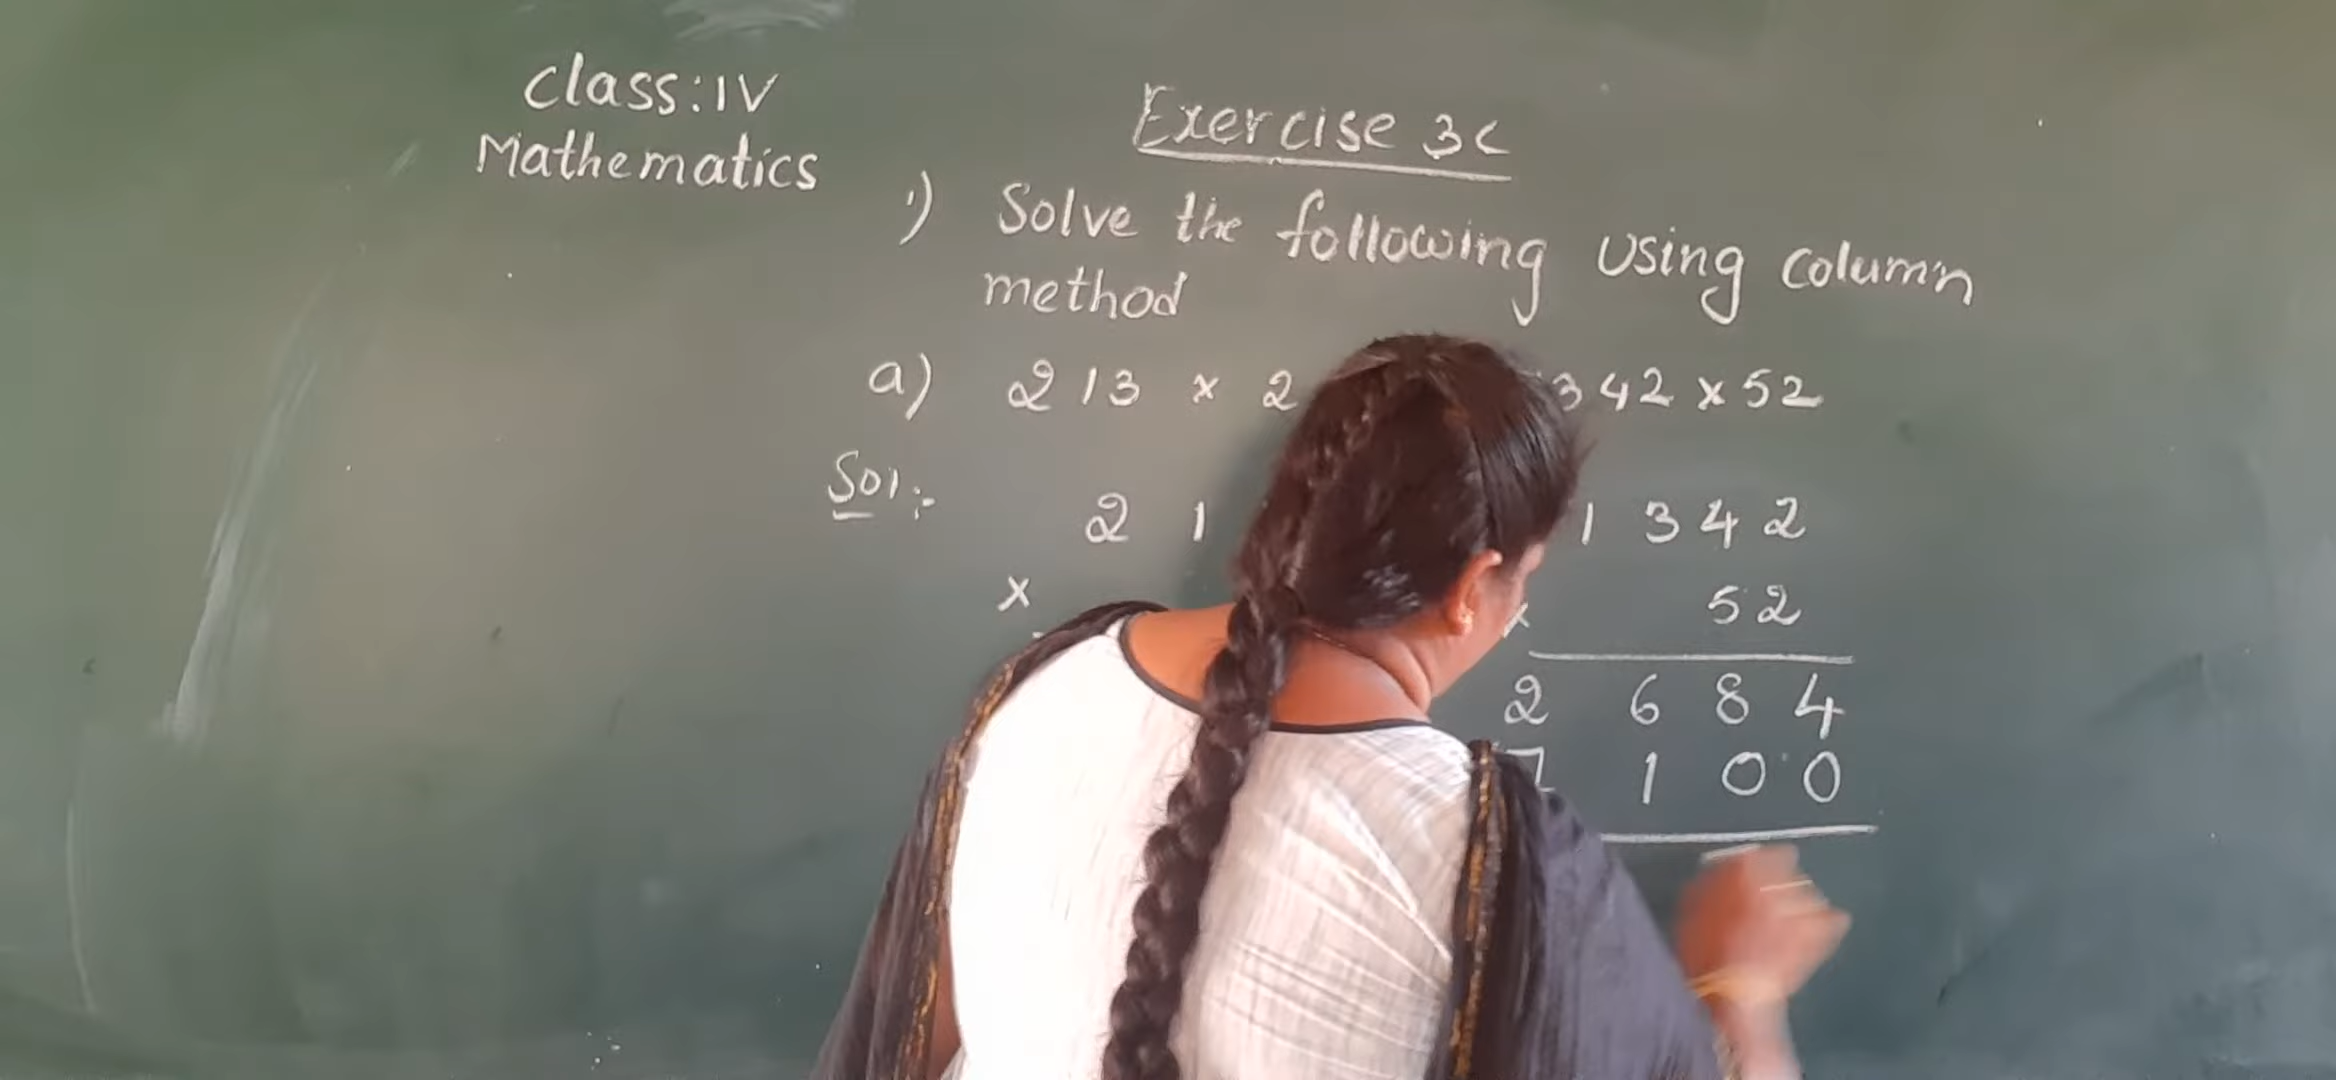 Class: IV
Mathematics
Exercise 3C
1) Solve the following using column
method
a) 213 × 2 342 × 52
Sol:-
2 1 1 3 4 2
× × 5 2
2 6 8 4
7 1 0 0